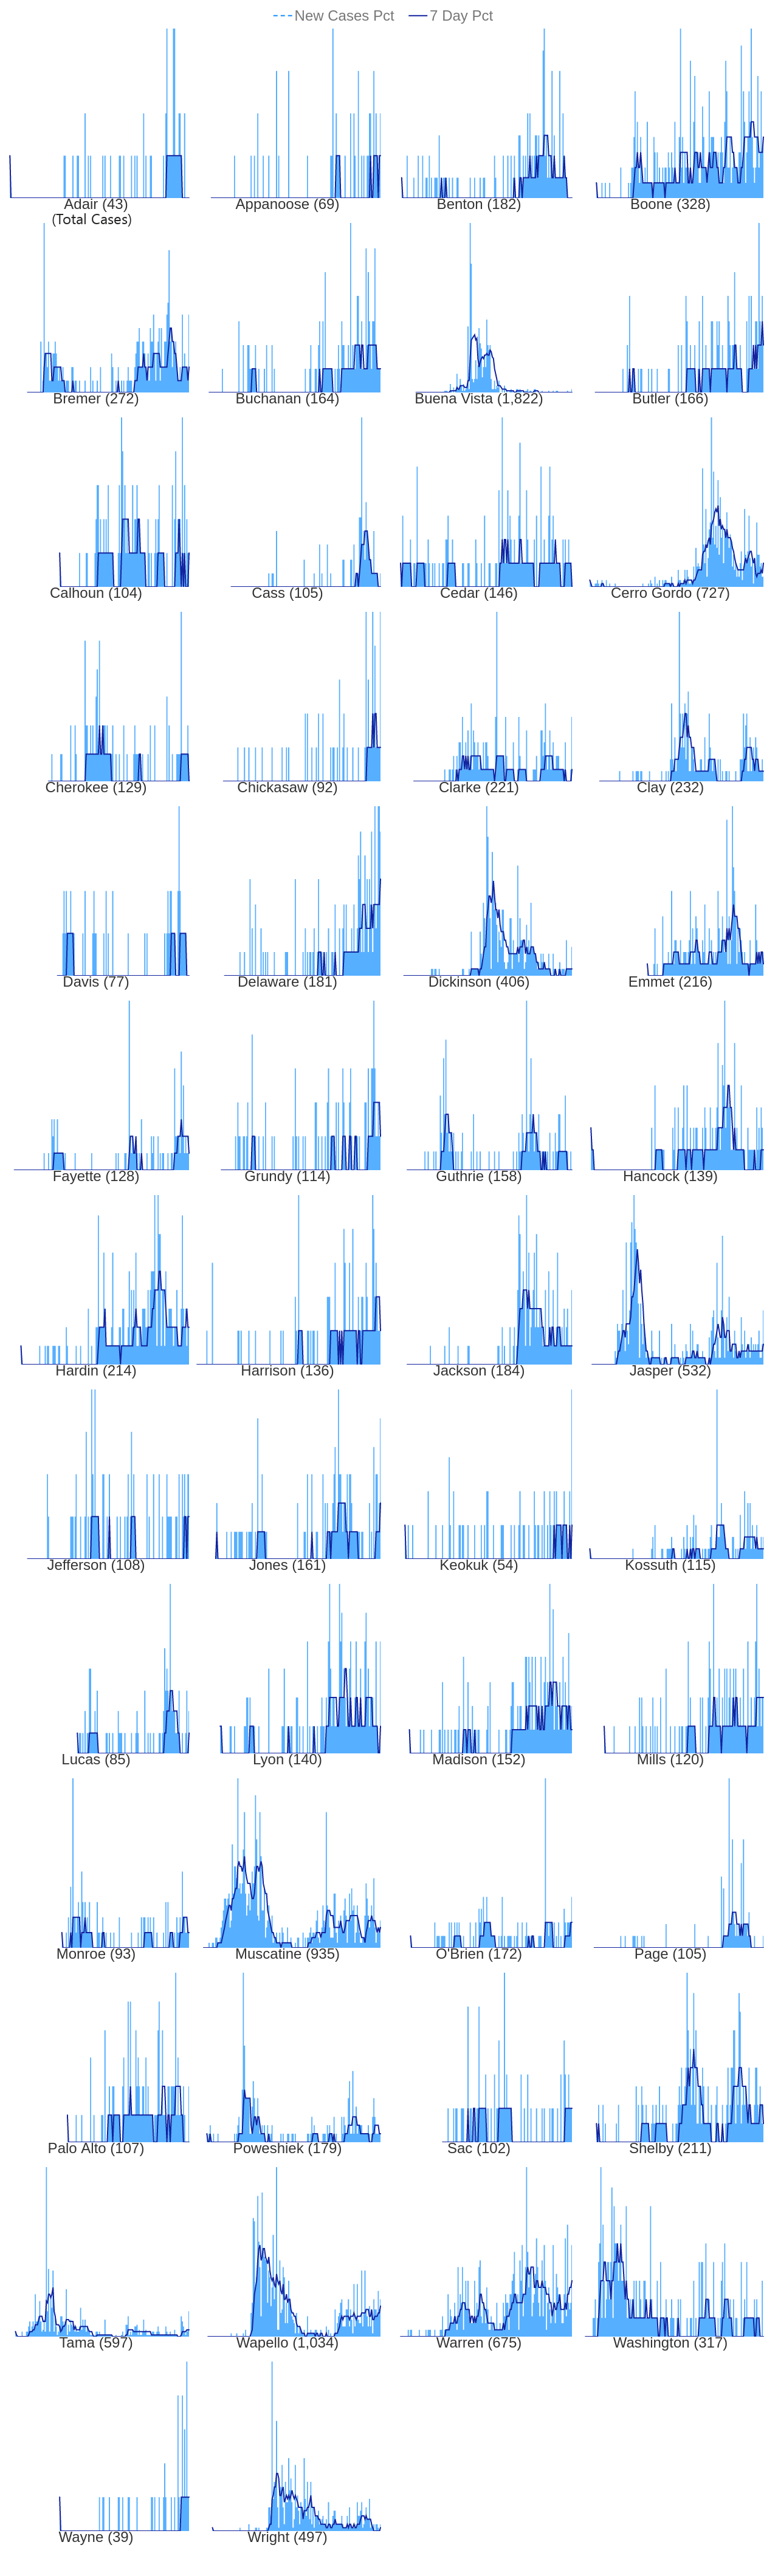 New Cases Pct 7 Day Pct
Adair (43) Appanoose (69) Benton (182) Boone (328)
(Total Cases)
Bremer (272) Buchanan (164) Buena Vista (1,822) Butler (166)
Calhoun (104) Cass (105) Cedar (146) Cerro Gordo (727)
Cherokee (129) Chickasaw (92) Clarke (221) Clay (232)
Davis (77) Delaware (181) Dickinson (406) Emmet (216)
Fayette (128) Grundy (114) Guthrie (158) Hancock (139)
Hardin (214) Harrison (136) Jackson (184) Jasper (532)
Jefferson (108) Jones (161) Keokuk (54) Kossuth (115)
Lucas (85) Lyon (140) Madison (152) Mills (120)
Monroe (93) Muscatine (935) O'Brien (172) Page (105)
Palo Alto (107) Poweshiek (179) Sac (102) Shelby (211)
Tama (597) Wapello (1,034) Warren (675) Washington (317)
Wayne (39) Wright (497)